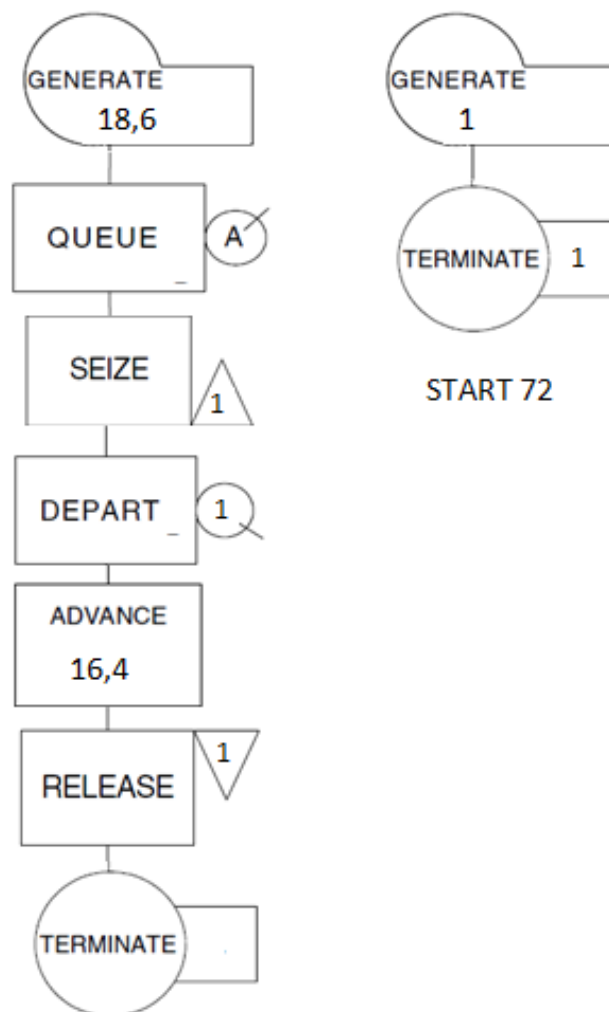 GENERATE
18,6
QUEUE
A
_
SEIZE
1
DEPART
1
_
ADVANCE
16,4
RELEASE
1
TERMINATE
GENERATE
1
TERMINATE
1
START 72